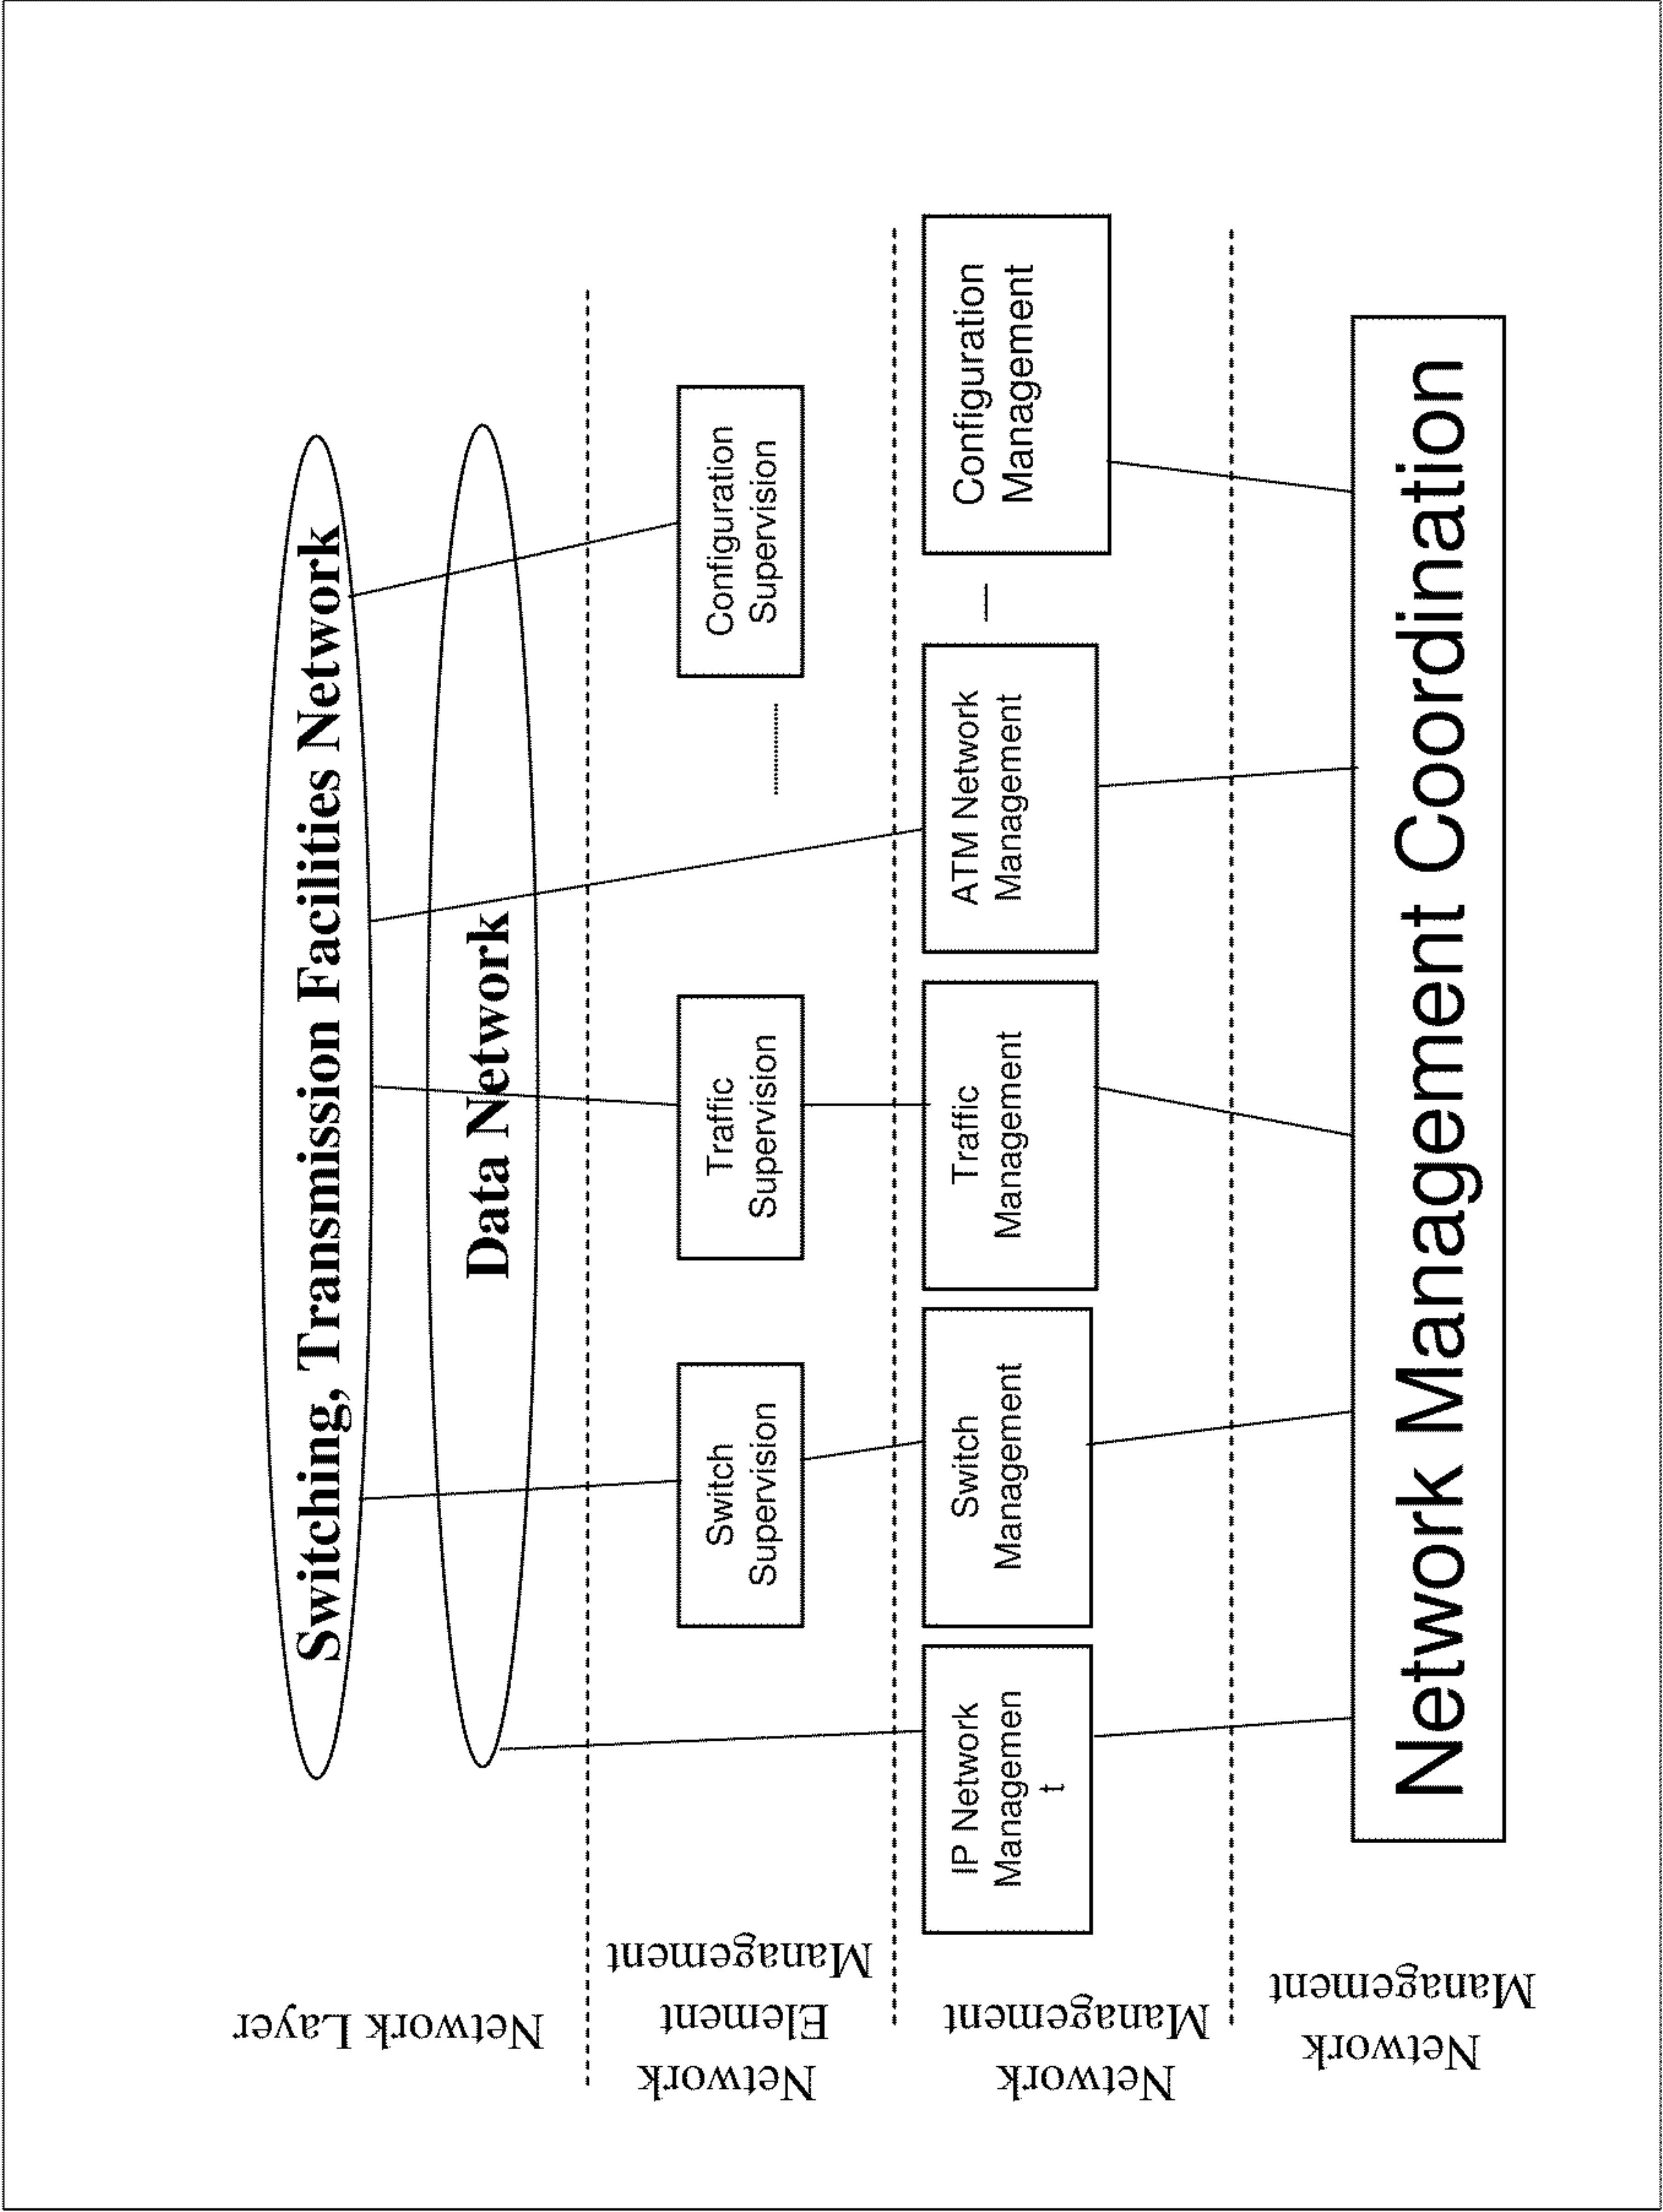 Switching, Transmission Facilities Network
Data Network
Network Layer
Switch
Supervision
Traffic
Supervision
Configuration
Supervision
Network
Element
Management
IP Network
Managemen
t
Switch
Management
Traffic
Management
ATM Network
Management
Configuration
Management
Network
Management
Network Management Coordination
Network
Management